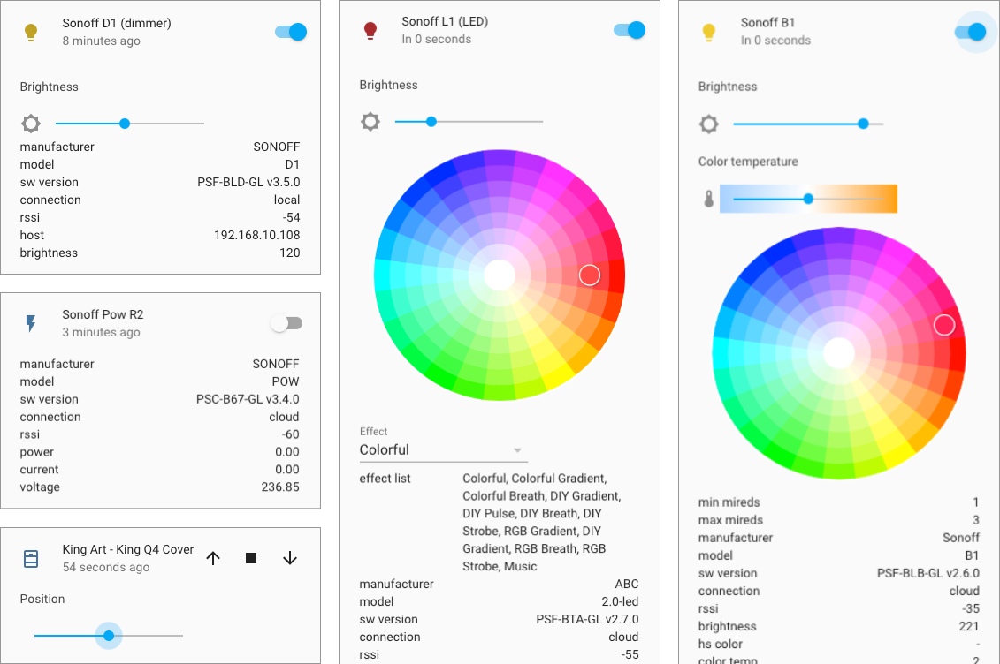 Sonoff D1 (dimmer)
8 minutes ago
Brightness
manufacturer SONOFF
model D1
sw version PSF-BLD-GL v3.5.0
connection local
rssi -54
host 192.168.10.108
brightness 120
Sonoff Pow R2
3 minutes ago
manufacturer SONOFF
model POW
sw version PSC-B67-GL v3.4.0
connection cloud
rssi -60
power 0.00
current 0.00
voltage 236.85
King Art - King Q4 Cover
54 seconds ago
Position
Sonoff L1 (LED)
In 0 seconds
Brightness
Effect
Colorful
effect list Colorful, Colorful Gradient,
Colorful Breath, DIY Gradient,
DIY Pulse, DIY Breath, DIY
Strobe, RGB Gradient, DIY
Gradient, RGB Breath, RGB
Strobe, Music
manufacturer ABC
model 2.0-led
sw version PSF-BTA-GL v2.7.0
connection cloud
rssi -55
Sonoff B1
In 0 seconds
Brightness
Color temperature
min mireds 1
max mireds 3
manufacturer Sonoff
model B1
sw version PSF-BLB-GL v2.6.0
connection cloud
rssi -35
brightness 221
hs color -
color temp 2